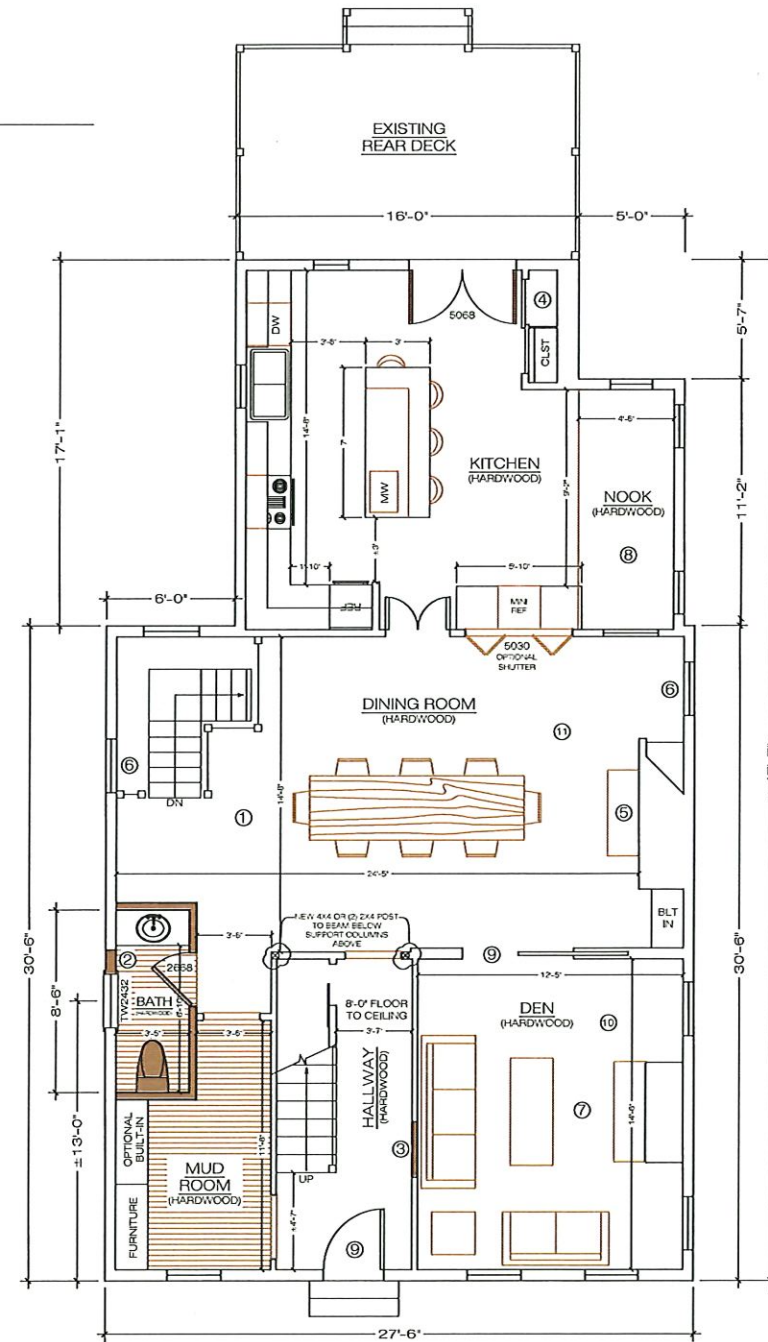 EXISTING
REAR DECK
16'-0"
5'-0"
5068
④
CLST
DW
3'
5'-7"
17'-1"
14'-8"
7'
MW
KITCHEN
(HARDWOOD)
9'-2"
4'-6"
NOOK
(HARDWOOD)
⑧
11'-2"
±3'
1'-10"
REF
5'-10"
MINI
REF
6'-0"
5030
OPTIONAL
SHUTTER
DINING ROOM
(HARDWOOD)
⑥
⑪
⑥
DN
①
14'-8"
⑤
24'-5"
BLT
IN
NEW 4X4 OR (2) 2X4 POST
TO BEAM BELOW
SUPPORT COLUMNS
ABOVE
3'-6"
⑨
12'-5"
30'-6"
30'-6"
8'-6"
②
2868
TW2432
BATH
(HARDWOOD)
3'-5"
3'-6"
8'-0" FLOOR
TO CEILING
3'-7"
DEN
(HARDWOOD)
⑩
HALLWAY
(HARDWOOD)
⑦
14'-6"
③
±13'-0"
OPTIONAL
BUILT-IN
11'-6"
MUD
ROOM
(HARDWOOD)
FURNITURE
UP
±4'-7"
⑨
27'-6"